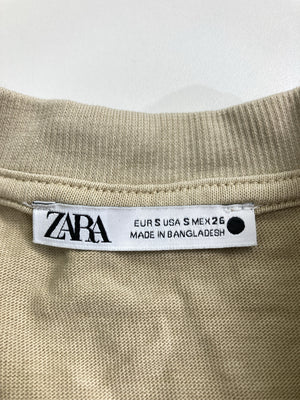 ZARA
EUR S USA S MEX 26
MADE IN BANGLADESH